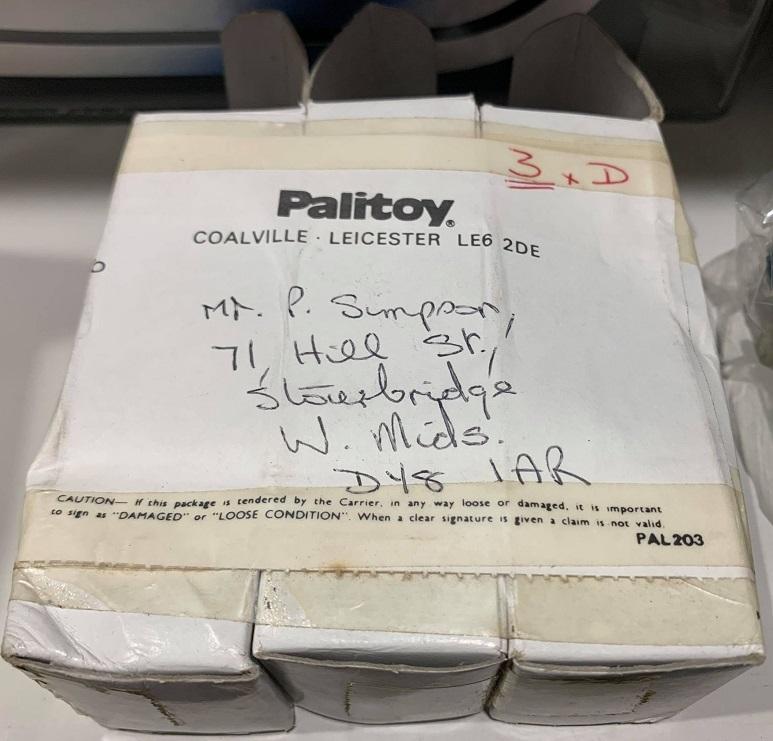 3 x D
Palitoy®
COALVILLE · LEICESTER LE6 2DE
Mr. P. Simpson,
71, Hill St.,
Stourbridge
W. Mids.
DY8 1AR
CAUTION— If this package is tendered by the Carrier, in any way loose or damaged, it is important
to sign as "DAMAGED" or "LOOSE CONDITION". When a clear signature is given a claim is not valid.
PAL203